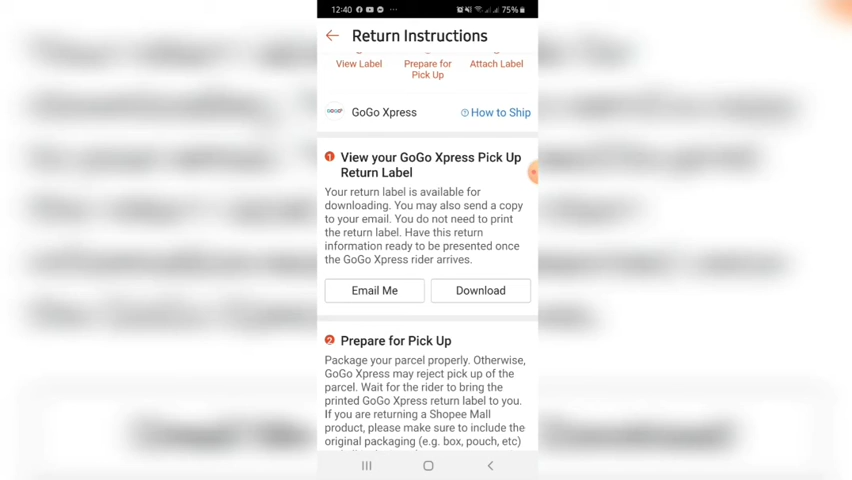 12:40 ... 75%
Return Instructions
View Label
Prepare for
Pick Up
Attach Label
GoGo Xpress
How to Ship
1 View your GoGo Xpress Pick Up
Return Label
Your return label is available for
downloading. You may also send a copy
to your email. You do not need to print
the return label. Have this return
information ready to be presented once
the GoGo Xpress rider arrives.
Email Me
Download
2 Prepare for Pick Up
Package your parcel properly. Otherwise,
GoGo Xpress may reject pick up of the
parcel. Wait for the rider to bring the
printed GoGo Xpress return label to you.
If you are returning a Shopee Mall
product, please make sure to include the
original packaging (e.g. box, pouch, etc)